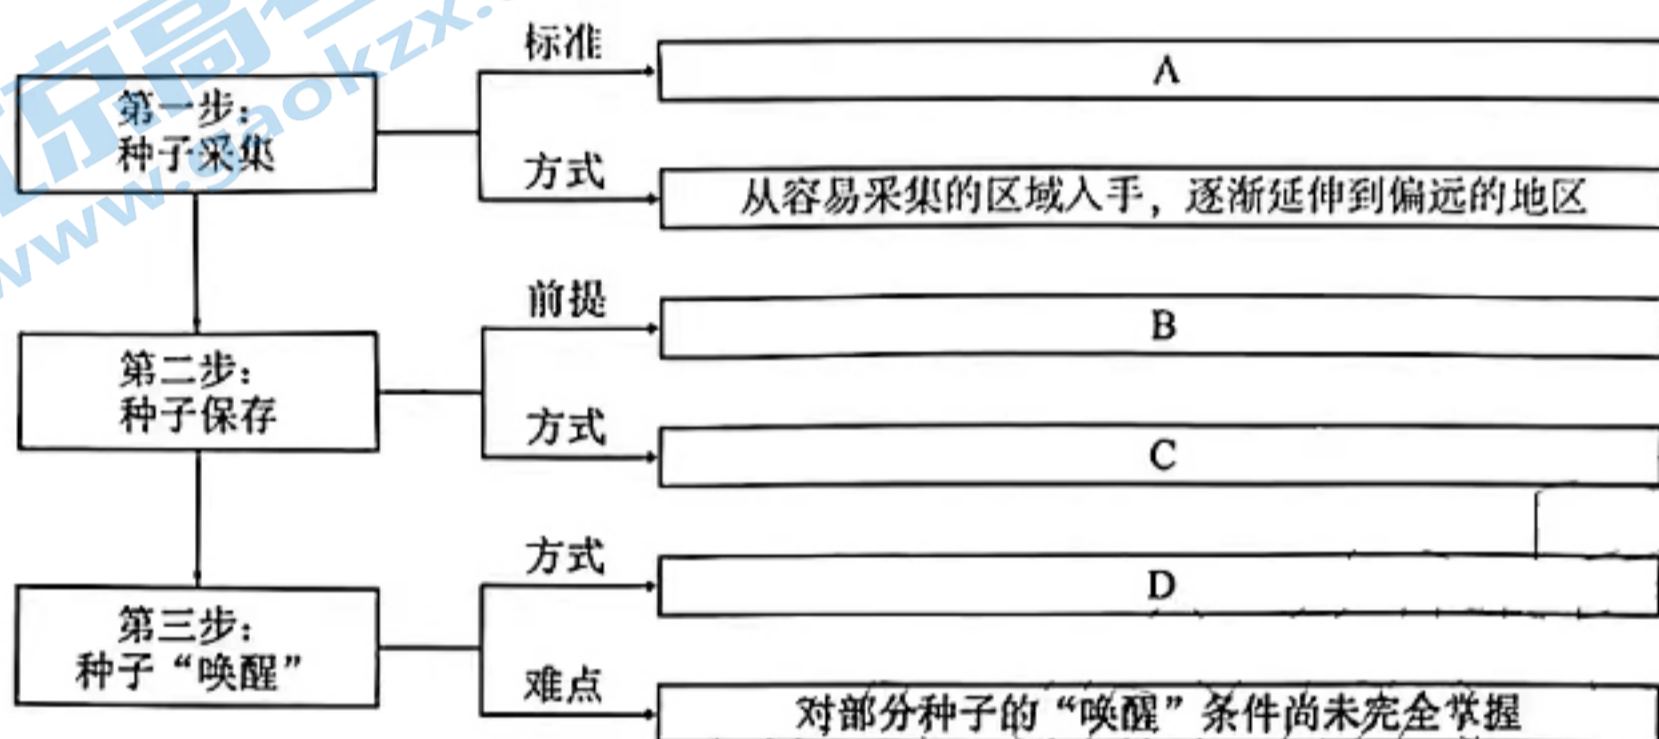 标准
A
第一步：
种子采集
方式
从容易采集的区域入手，逐渐延伸到偏远的地区
前提
B
第二步：
种子保存
方式
C
方式
D
第三步：
种子“唤醒”
难点
对部分种子的“唤醒”条件尚未完全掌握
www.gaokzx.